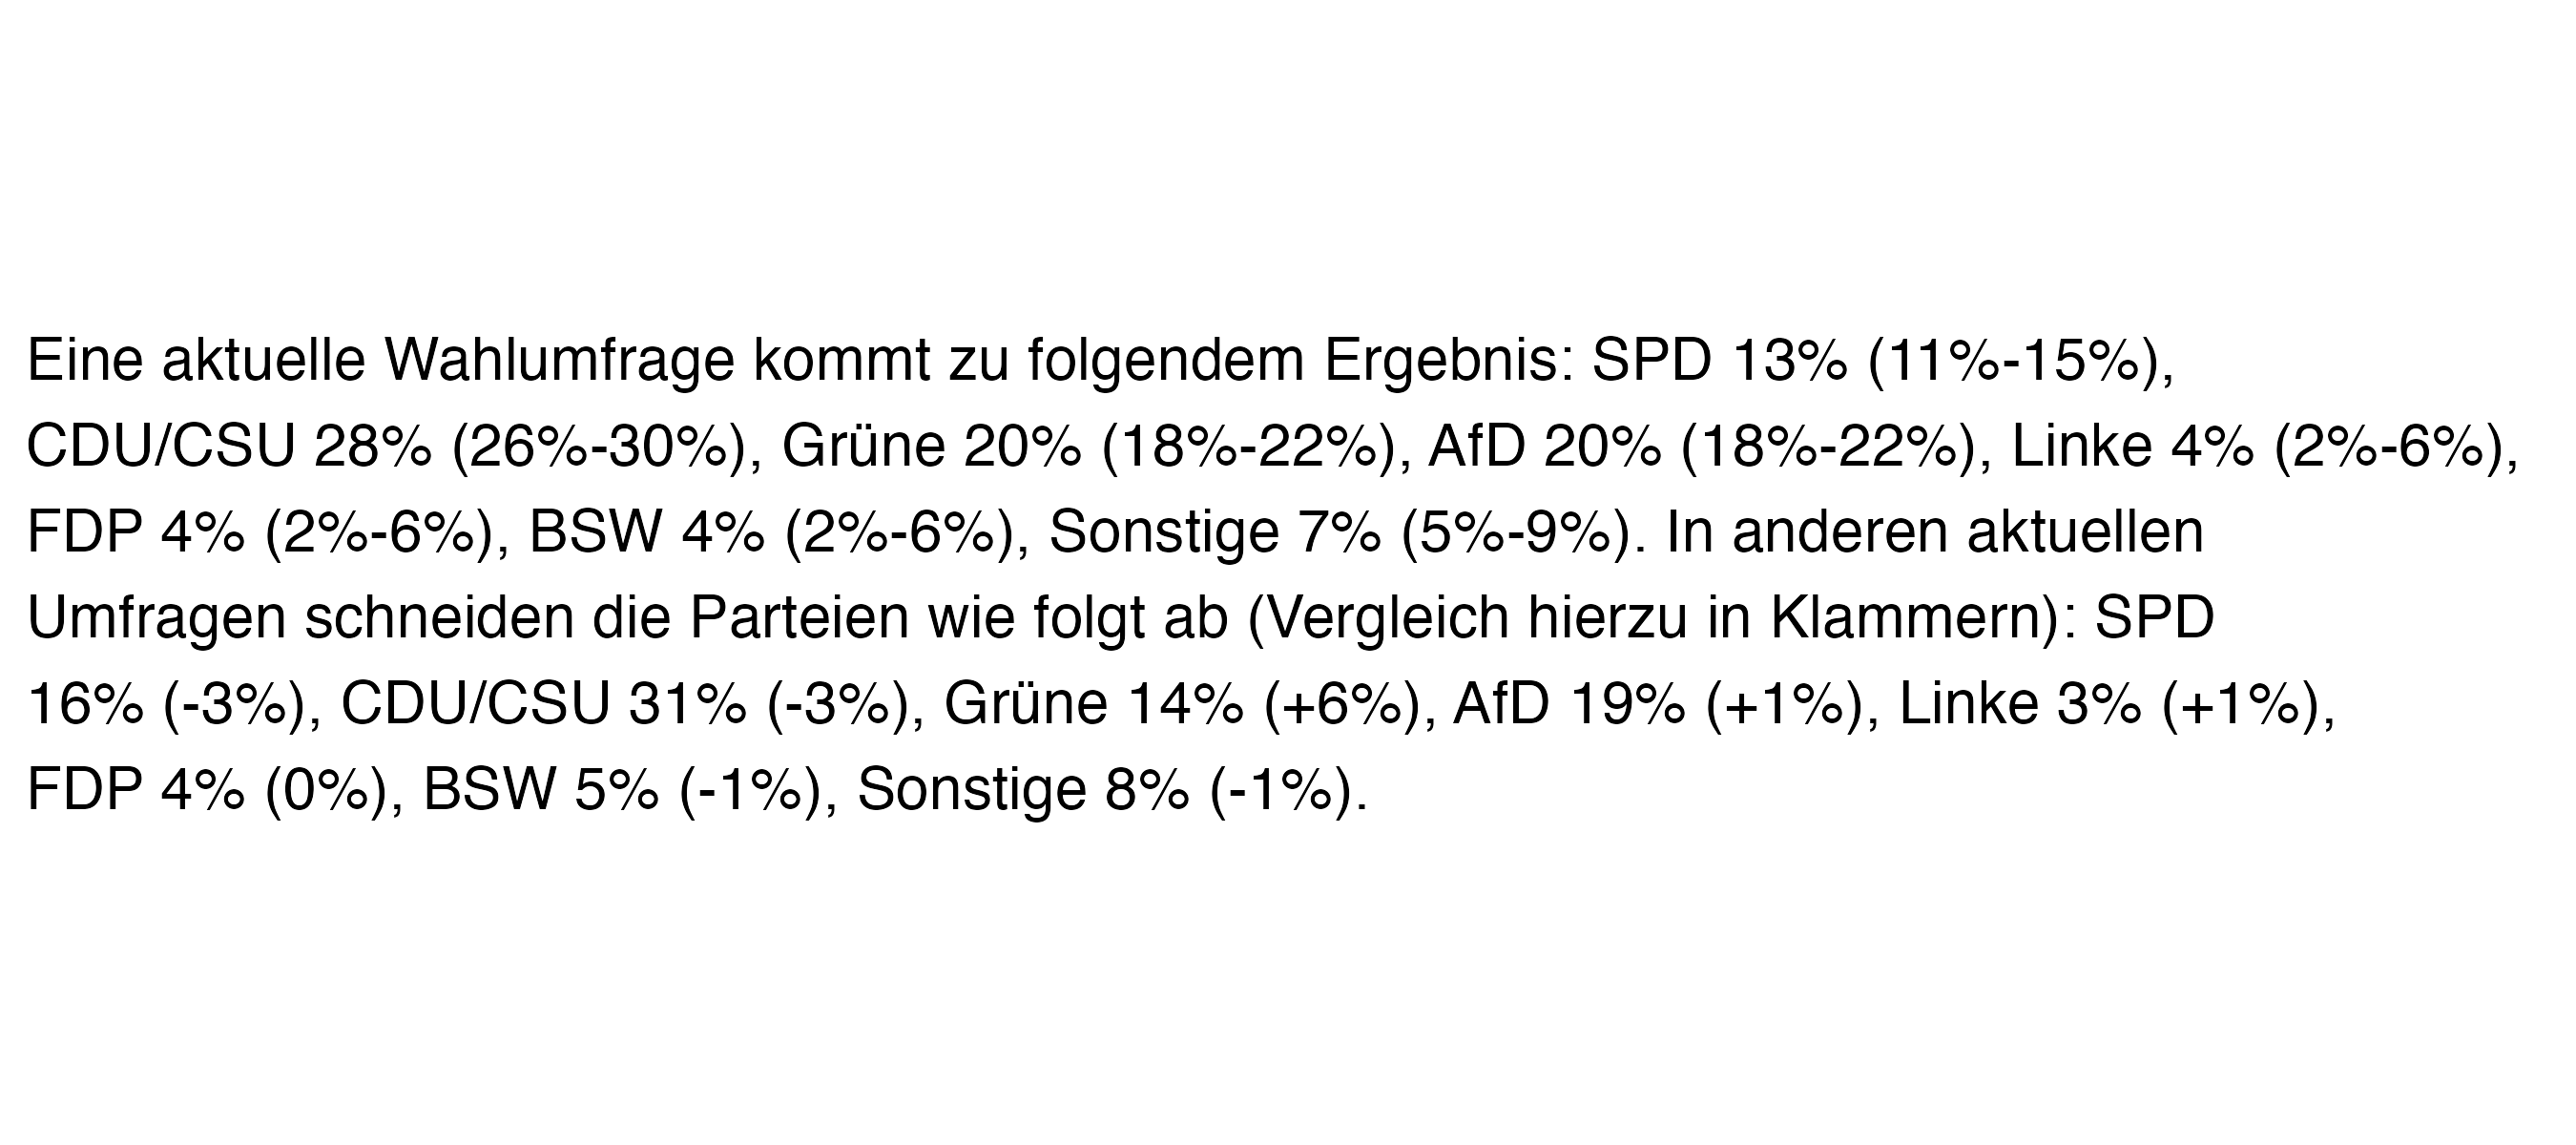 Eine aktuelle Wahlumfrage kommt zu folgendem Ergebnis: SPD 13% (11%-15%),
CDU/CSU 28% (26%-30%), Grüne 20% (18%-22%), AfD 20% (18%-22%), Linke 4% (2%-6%),
FDP 4% (2%-6%), BSW 4% (2%-6%), Sonstige 7% (5%-9%). In anderen aktuellen
Umfragen schneiden die Parteien wie folgt ab (Vergleich hierzu in Klammern): SPD
16% (-3%), CDU/CSU 31% (-3%), Grüne 14% (+6%), AfD 19% (+1%), Linke 3% (+1%),
FDP 4% (0%), BSW 5% (-1%), Sonstige 8% (-1%).